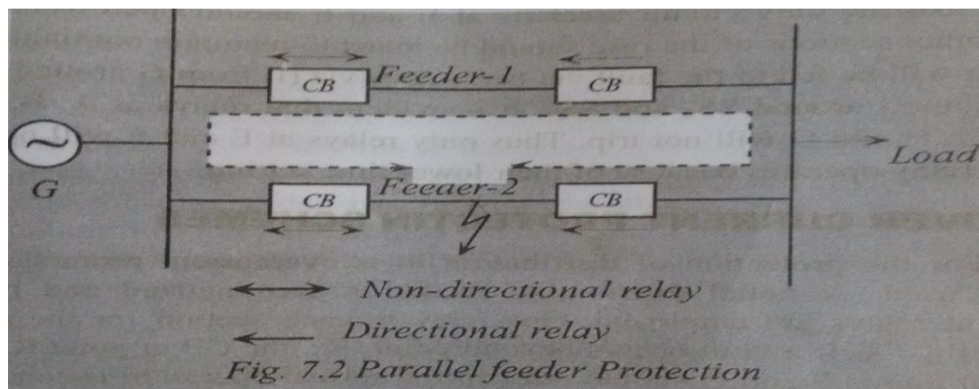 CB
Feeder-1
CB
G
Load
CB
Feeder-2
CB
Non-directional relay
Directional relay
Fig. 7.2 Parallel feeder Protection